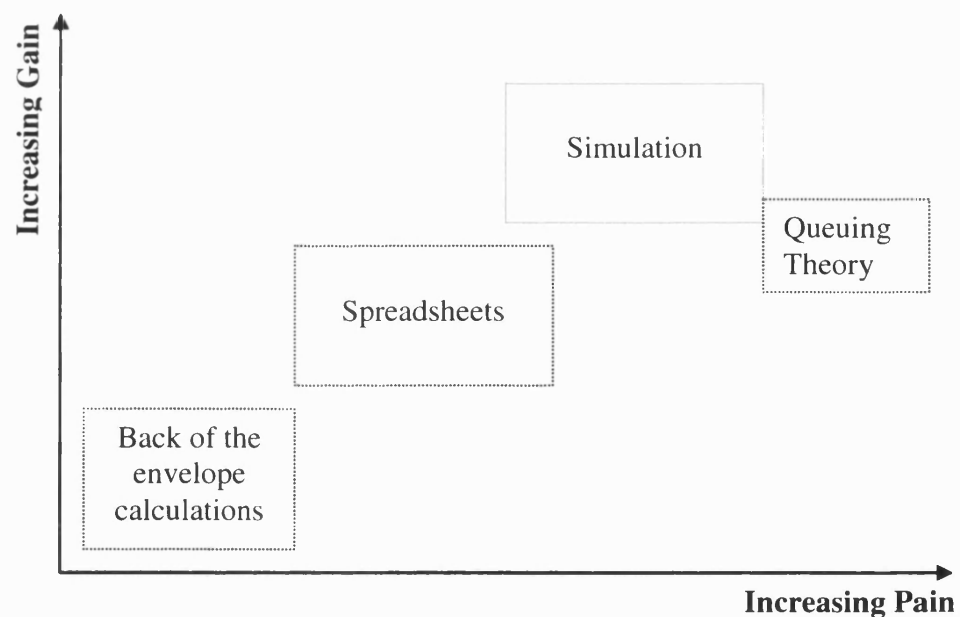 Increasing Gain
Simulation
Queuing
Theory
Spreadsheets
Back of the
envelope
calculations
Increasing Pain